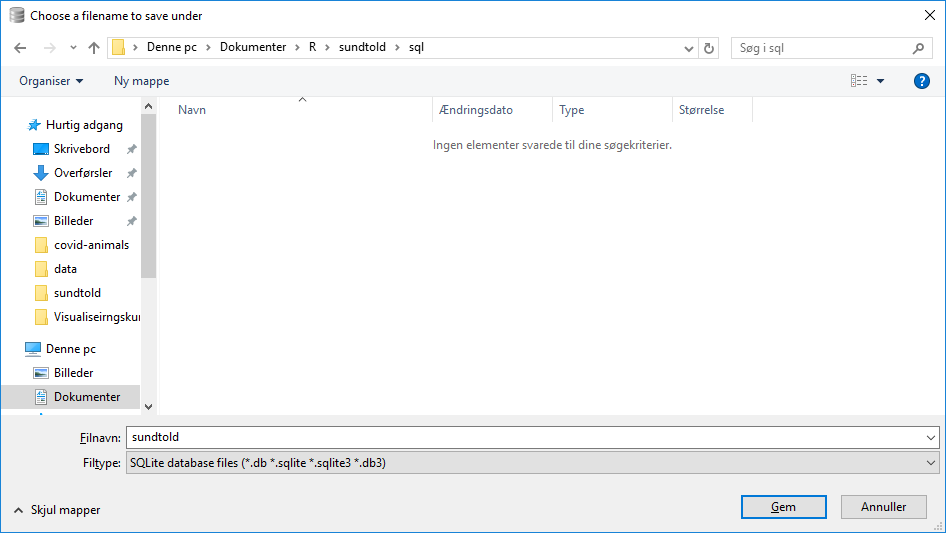 Choose a filename to save under
Denne pc > Dokumenter > R > sundtold > sql
Søg i sql
Organiser
Ny mappe
?
Navn
Ændringsdato
Type
Størrelse
Ingen elementer svarede til dine søgekriterier.
Hurtig adgang
Skrivebord
Overførsler
Dokumenter
Billeder
covid-animals
data
sundtold
Visualiseirngskur
Denne pc
Billeder
Dokumenter
Filnavn: sundtold
Filtype: SQLite database files (*.db *.sqlite *.sqlite3 *.db3)
Skjul mapper
Gem
Annuller